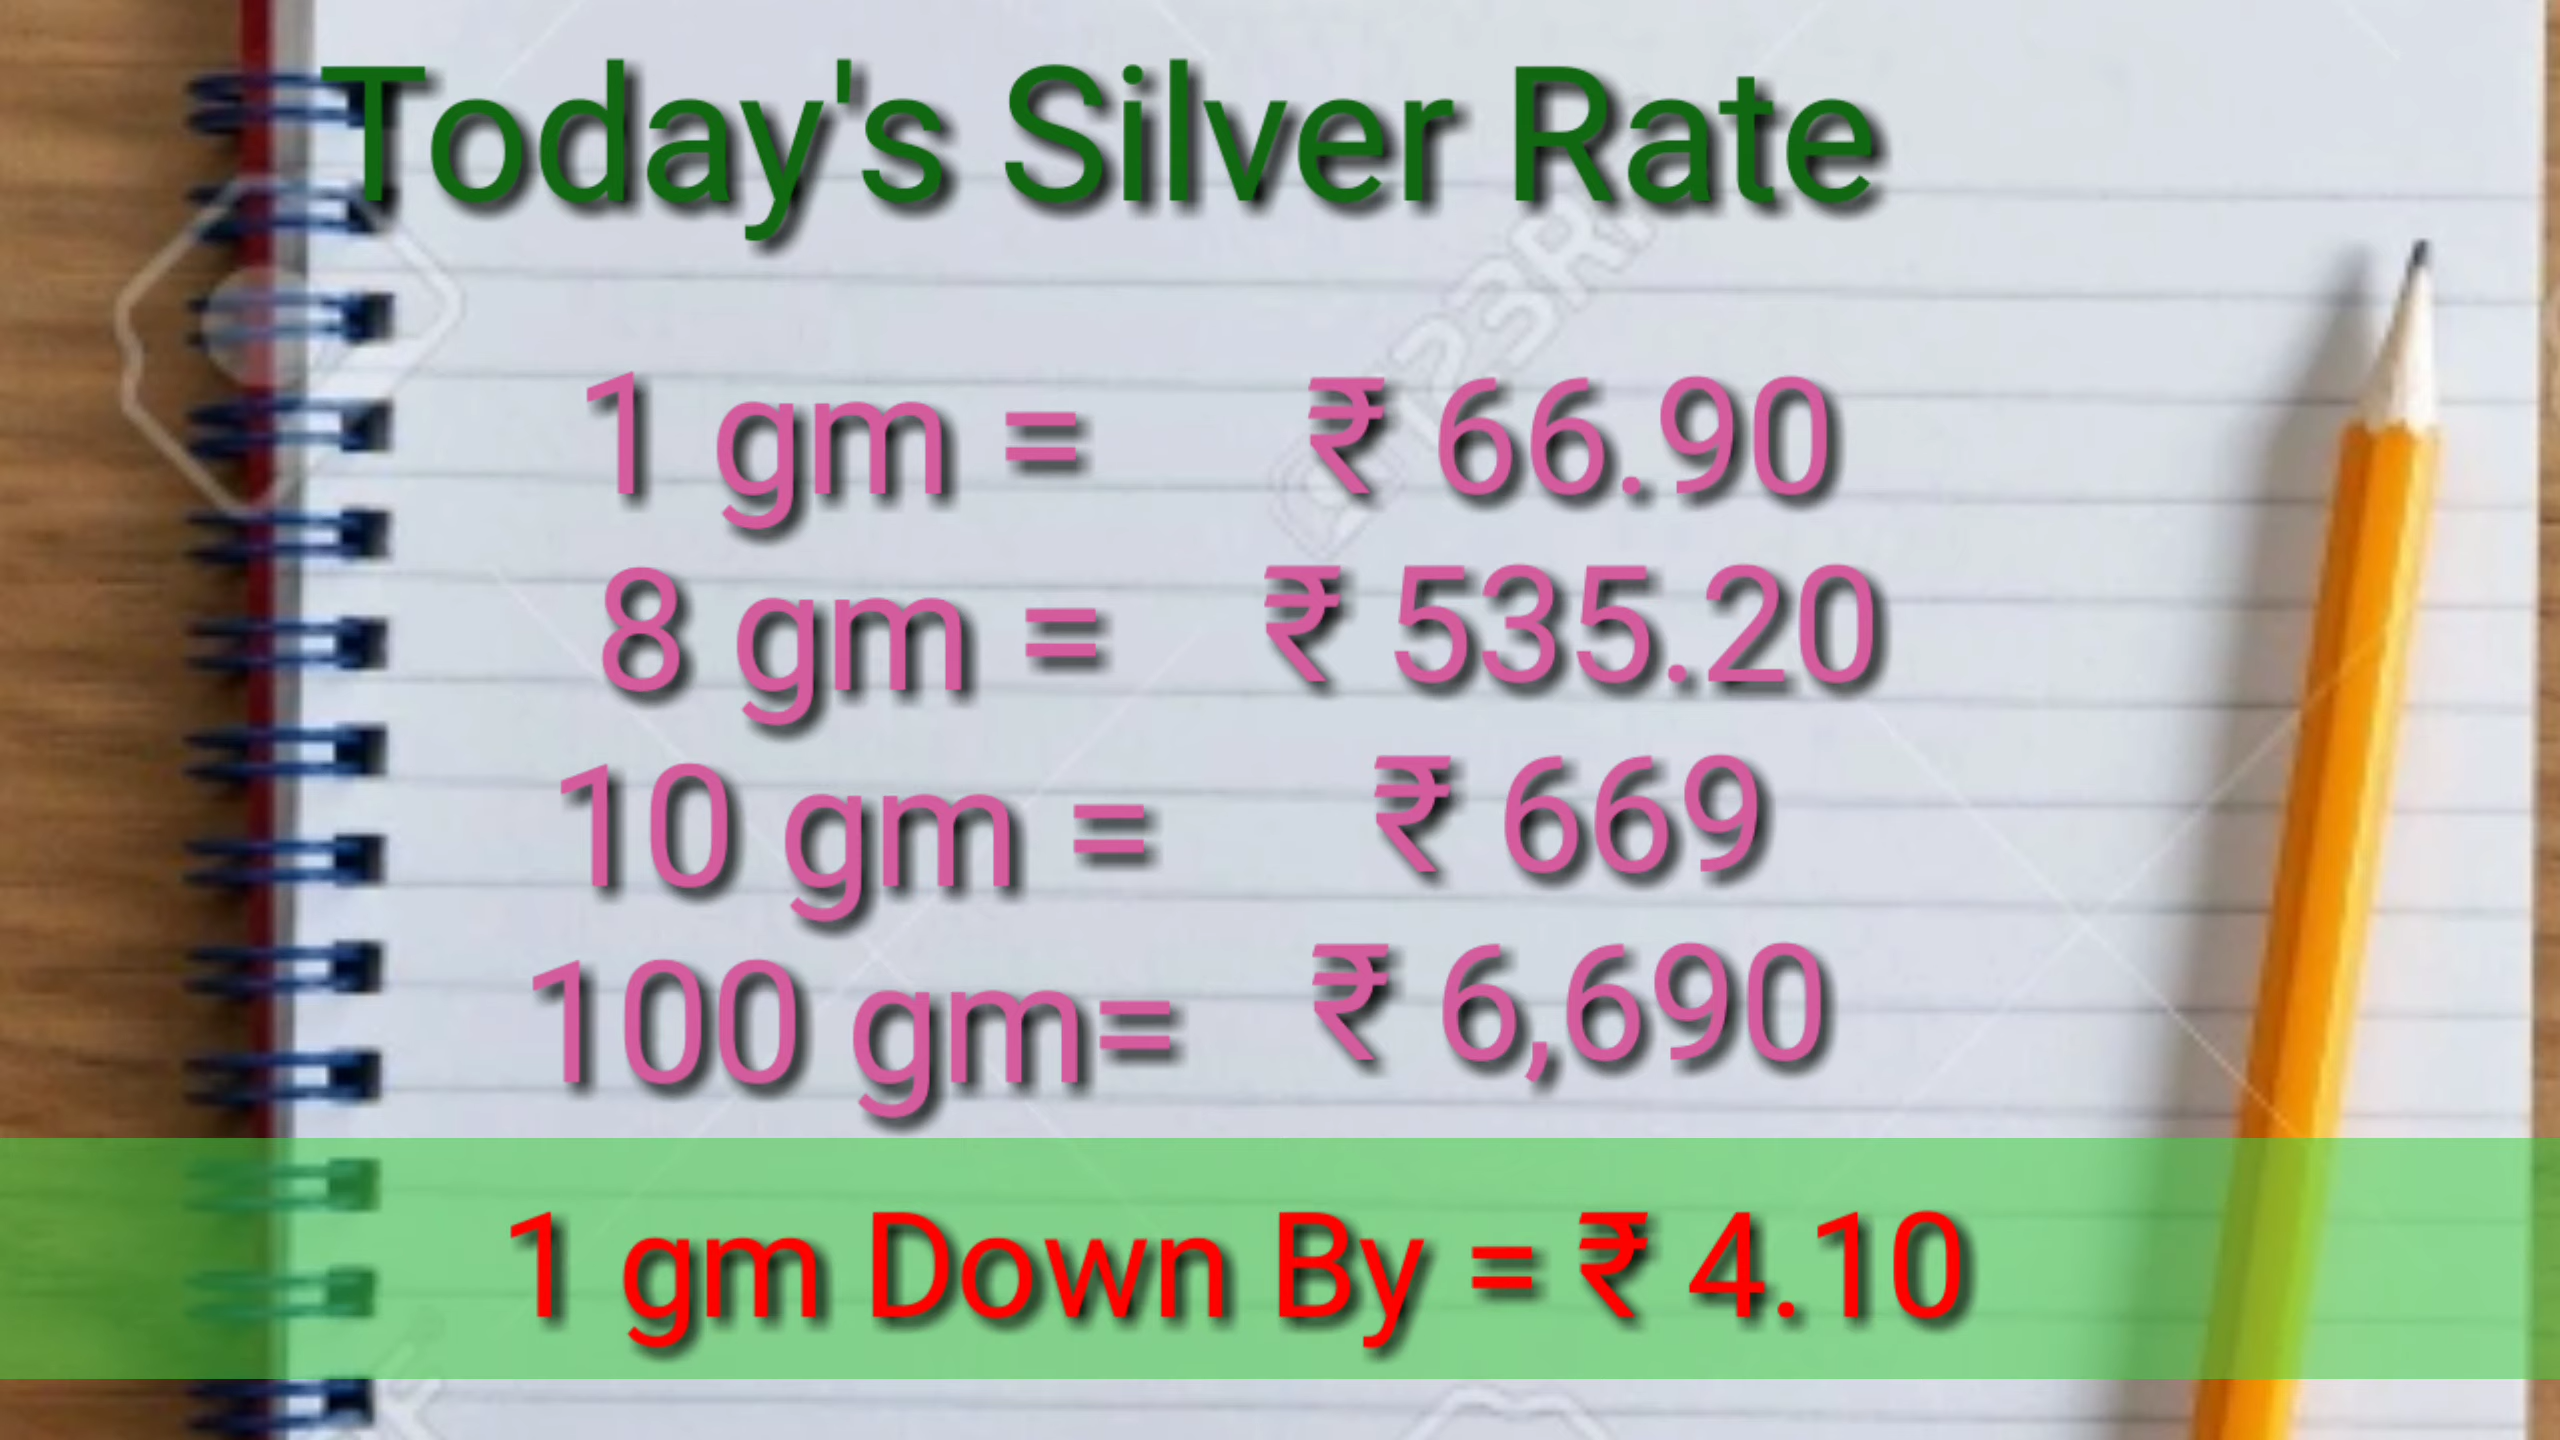 Today's Silver Rate
1 gm = ₹ 66.90
8 gm = ₹ 535.20
10 gm = ₹ 669
100 gm= ₹ 6,690
1 gm Down By = ₹ 4.10